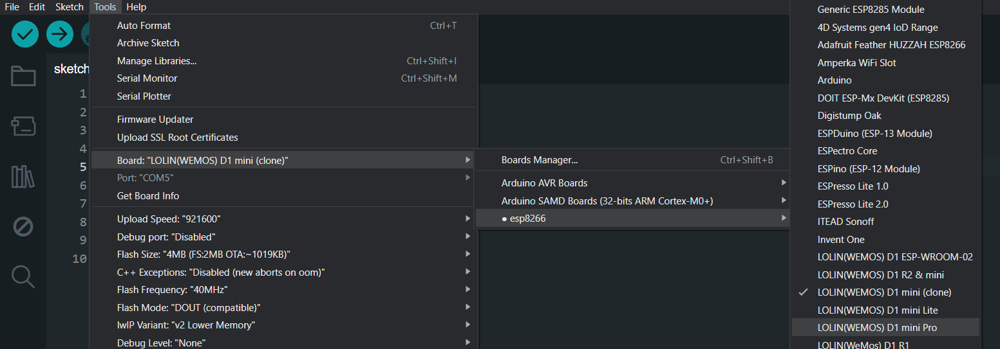 File Edit Sketch Tools Help
Auto Format Ctrl+T
Archive Sketch
Manage Libraries... Ctrl+Shift+I
Serial Monitor Ctrl+Shift+M
Serial Plotter
Firmware Updater
Upload SSL Root Certificates
Board: "LOLIN(WEMOS) D1 mini (clone)"
Port: "COM5"
Get Board Info
Upload Speed: "921600"
Debug port: "Disabled"
Flash Size: "4MB (FS:2MB OTA:~1019KB)"
C++ Exceptions: "Disabled (new aborts on oom)"
Flash Frequency: "40MHz"
Flash Mode: "DOUT (compatible)"
lwIP Variant: "v2 Lower Memory"
Debug Level: "None"
sketch
1
2
3
4
5
6
7
8
9
10
Boards Manager... Ctrl+Shift+B
Arduino AVR Boards
Arduino SAMD Boards (32-bits ARM Cortex-M0+)
● esp8266
Generic ESP8285 Module
4D Systems gen4 IoD Range
Adafruit Feather HUZZAH ESP8266
Amperka WiFi Slot
Arduino
DOIT ESP-Mx DevKit (ESP8285)
Digistump Oak
ESPDuino (ESP-13 Module)
ESPectro Core
ESPino (ESP-12 Module)
ESPresso Lite 1.0
ESPresso Lite 2.0
ITEAD Sonoff
Invent One
LOLIN(WEMOS) D1 ESP-WROOM-02
LOLIN(WEMOS) D1 R2 & mini
LOLIN(WEMOS) D1 mini (clone)
LOLIN(WEMOS) D1 mini Lite
LOLIN(WEMOS) D1 mini Pro
LOLIN(WeMos) D1 R1